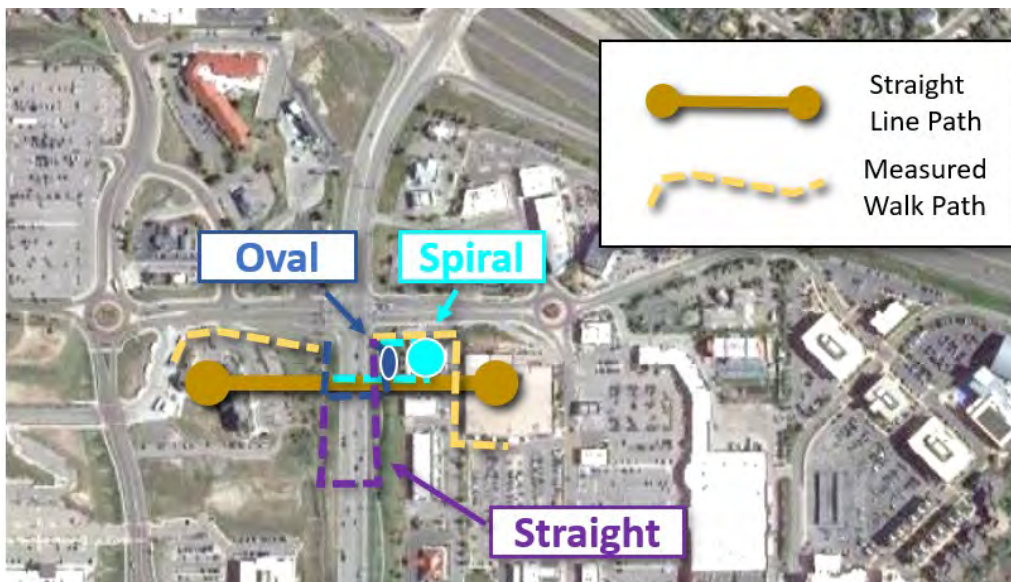 Straight
Line Path
Measured
Walk Path
Oval
Spiral
Straight